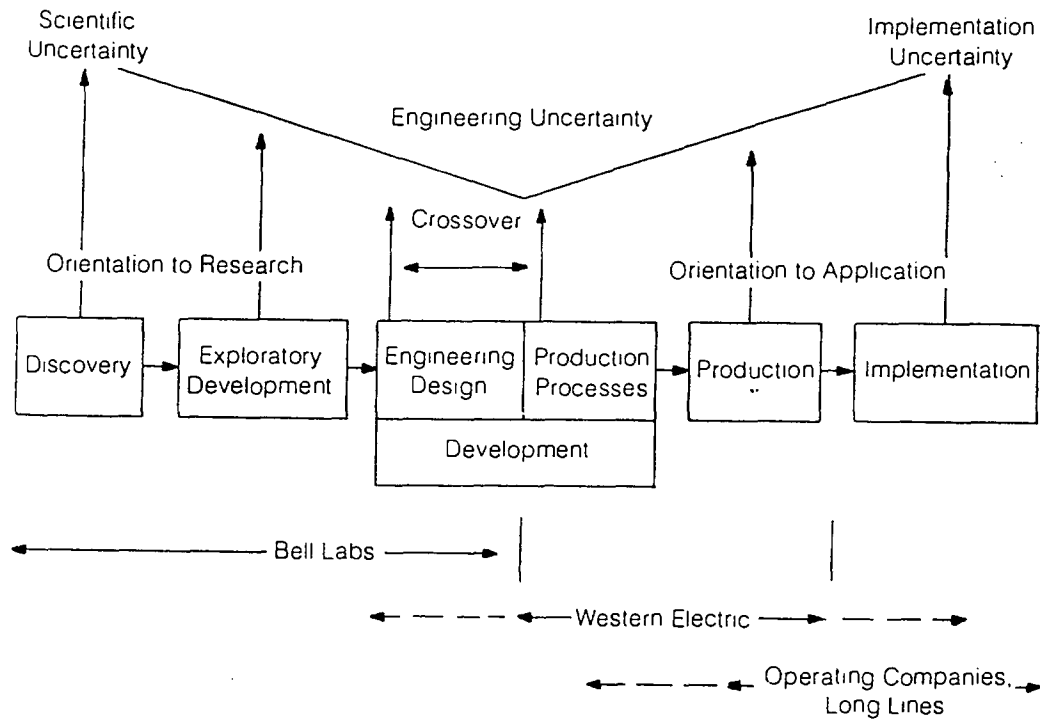 Scientific
Uncertainty
Implementation
Uncertainty
Engineering Uncertainty
Crossover
Orientation to Research
Orientation to Application
Discovery
Exploratory
Development
Engineering
Design
Production
Processes
Development
Production
Implementation
Bell Labs
Western Electric
Operating Companies,
Long Lines